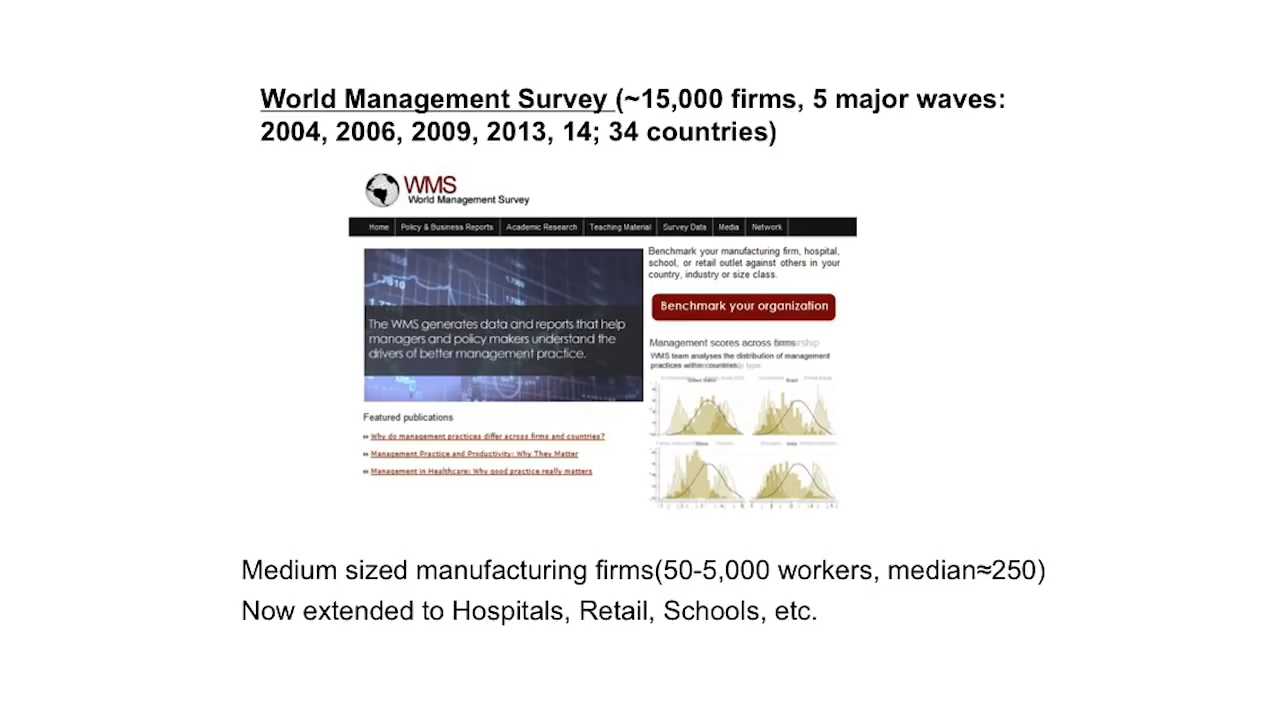 World Management Survey (~15,000 firms, 5 major waves:
2004, 2006, 2009, 2013, 14; 34 countries)
WMS
World Management Survey
Home Policy & Business Reports Academic Research Teaching Material Survey Data Media Network
Benchmark your manufacturing firm, hospital,
school, or retail outlet against others in your
country, industry or size class.
Benchmark your organization
The WMS generates data and reports that help
managers and policy makers understand the
drivers of better management practice.
Management scores across firms
WMS team analyses the distribution of management
practices within countries
Featured publications
» Why do management practices differ across firms and countries?
» Management Practice and Productivity: Why They Matter
» Management in Healthcare: Why good practice really matters
Medium sized manufacturing firms(50-5,000 workers, median≈250)
Now extended to Hospitals, Retail, Schools, etc.